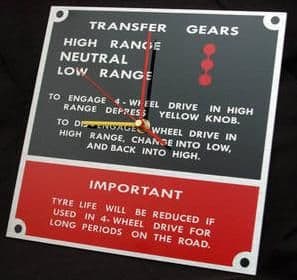 TRANSFER GEARS
HIGH RANGE
NEUTRAL
LOW RANGE
TO ENGAGE 4-WHEEL DRIVE IN HIGH
RANGE DEPRESS YELLOW KNOB.
TO DISENGAGE 4-WHEEL DRIVE IN
HIGH RANGE, CHANGE INTO LOW,
AND BACK INTO HIGH.
IMPORTANT
TYRE LIFE WILL BE REDUCED IF
USED IN 4-WHEEL DRIVE FOR
LONG PERIODS ON THE ROAD.